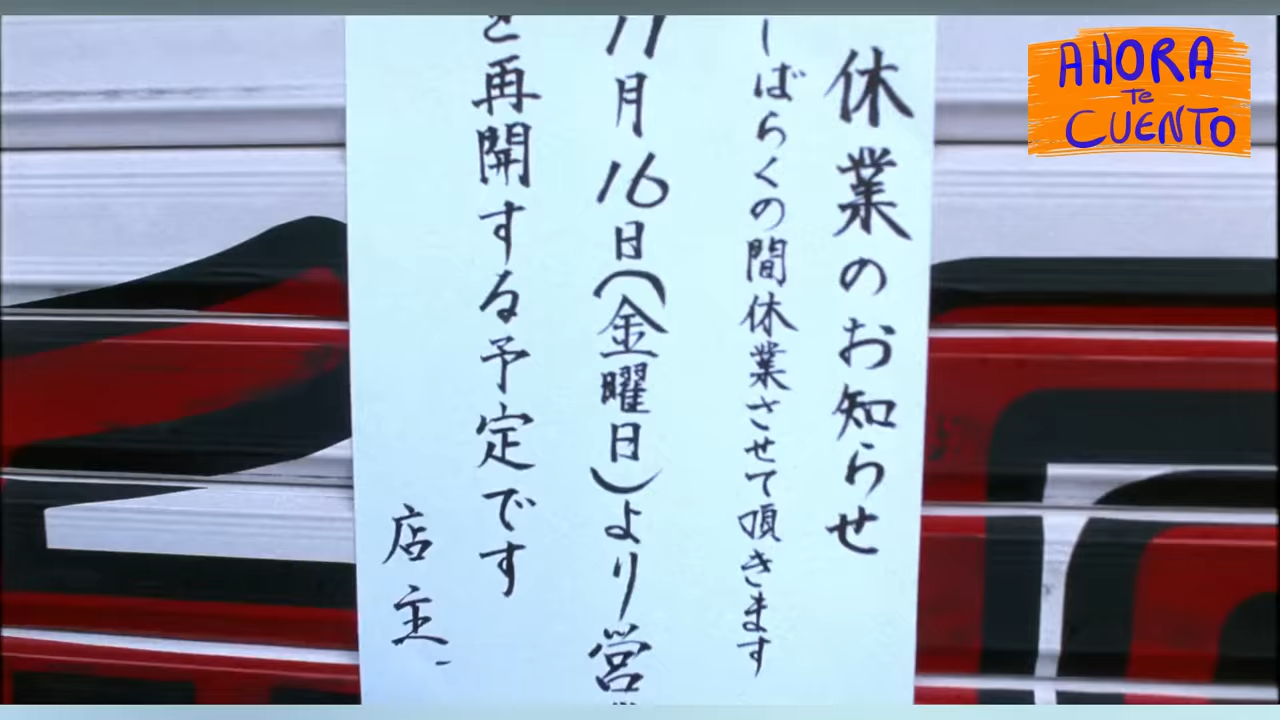 休業のお知らせ
しばらくの間休業させて頂きます
11月16日(金曜日)より営業
を再開する予定です
店主.
AHORA
Te
CUENTO